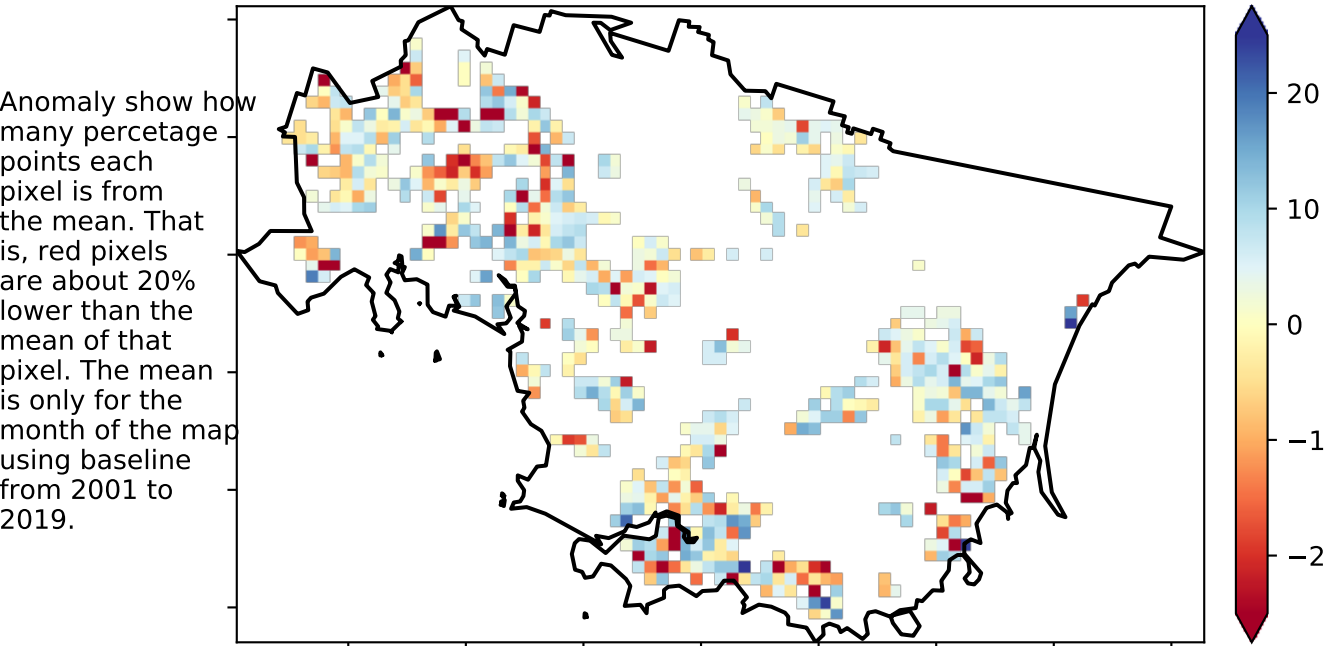 Anomaly show how
many percetage
points each
pixel is from
the mean. That
is, red pixels
are about 20%
lower than the
mean of that
pixel. The mean
is only for the
month of the map
using baseline
from 2001 to
2019.
20
10
0
−1
−2